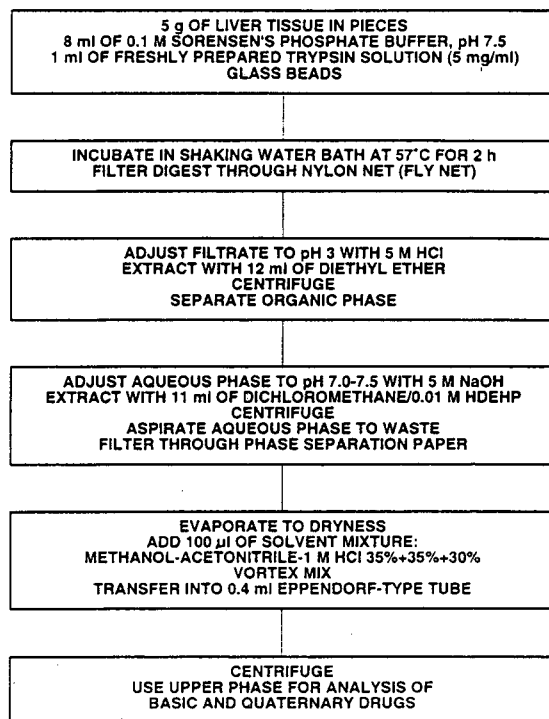 5 g OF LIVER TISSUE IN PIECES
8 ml OF 0.1 M SORENSEN'S PHOSPHATE BUFFER, pH 7.5
1 ml OF FRESHLY PREPARED TRYPSIN SOLUTION (5 mg/ml)
GLASS BEADS
INCUBATE IN SHAKING WATER BATH AT 57°C FOR 2 h
FILTER DIGEST THROUGH NYLON NET (FLY NET)
ADJUST FILTRATE TO pH 3 WITH 5 M HCl
EXTRACT WITH 12 ml OF DIETHYL ETHER
CENTRIFUGE
SEPARATE ORGANIC PHASE
ADJUST AQUEOUS PHASE TO pH 7.0-7.5 WITH 5 M NaOH
EXTRACT WITH 11 ml OF DICHLOROMETHANE/0.01 M HDEHP
CENTRIFUGE
ASPIRATE AQUEOUS PHASE TO WASTE
FILTER THROUGH PHASE SEPARATION PAPER
EVAPORATE TO DRYNESS
ADD 100 µl OF SOLVENT MIXTURE:
METHANOL-ACETONITRILE-1 M HCl 35%+35%+30%
VORTEX MIX
TRANSFER INTO 0.4 ml EPPENDORF-TYPE TUBE
CENTRIFUGE
USE UPPER PHASE FOR ANALYSIS OF
BASIC AND QUATERNARY DRUGS